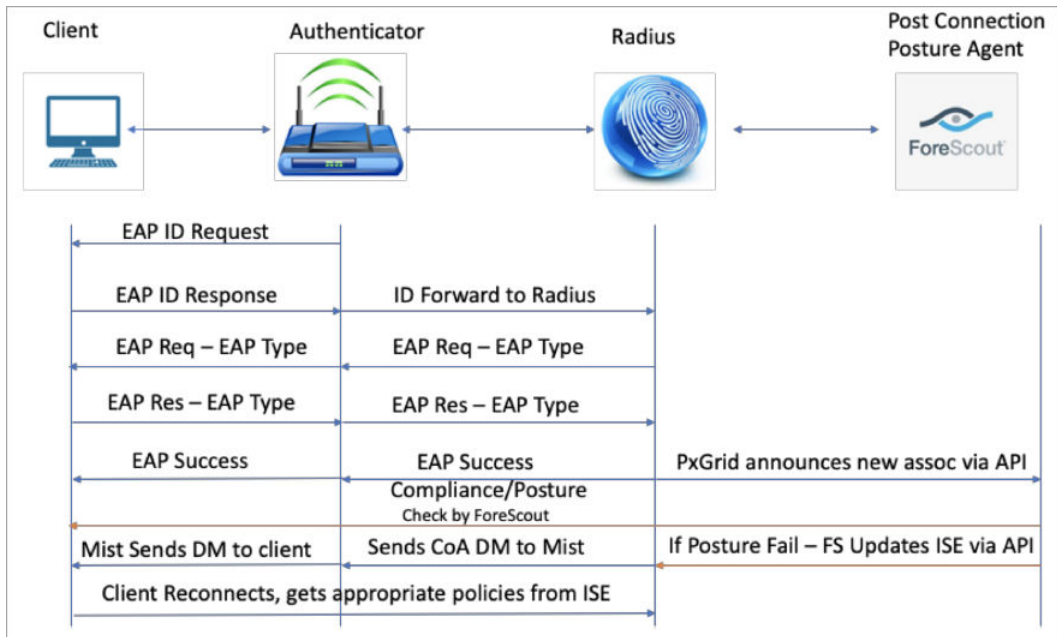 Client
Authenticator
Radius
Post Connection
Posture Agent
ForeScout
EAP ID Request
EAP ID Response
ID Forward to Radius
EAP Req – EAP Type
EAP Req – EAP Type
EAP Res – EAP Type
EAP Res – EAP Type
EAP Success
EAP Success
PxGrid announces new assoc via API
Compliance/Posture
Check by ForeScout
Mist Sends DM to client
Sends CoA DM to Mist
If Posture Fail – FS Updates ISE via API
Client Reconnects, gets appropriate policies from ISE